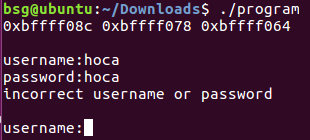 bsg@ubuntu:~/Downloads$ ./program
0xbffff08c 0xbffff078 0xbffff064
username:hoca
password:hoca
incorrect username or password
username: